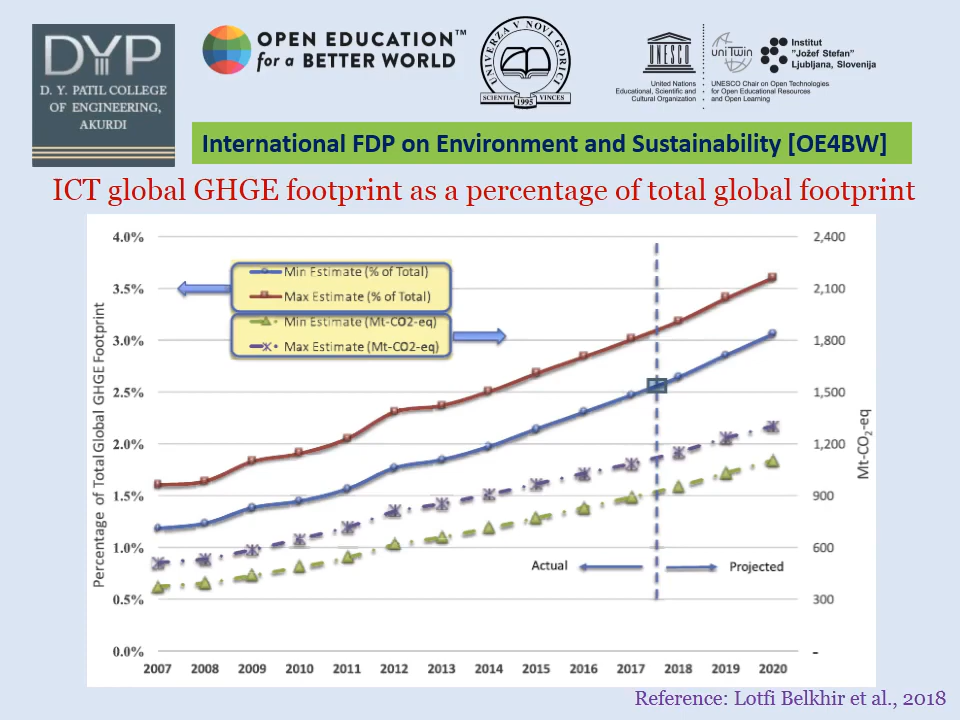 DYP
D. Y. PATIL COLLEGE
OF ENGINEERING,
AKURDI
OPEN EDUCATION™
for a BETTER WORLD
UNIVERZA V NOVI GORICI
SCIENTIA VINCES
1995
UNESCO
United Nations
Educational, Scientific and
Cultural Organization
uniTwin
UNESCO Chair on Open Technologies
for Open Educational Resources
and Open Learning
Institut
"Jožef Stefan"
Ljubljana, Slovenija
International FDP on Environment and Sustainability [OE4BW]
ICT global GHGE footprint as a percentage of total global footprint
Percentage of Total Global GHGE Footprint
4.0%
3.5%
3.0%
2.5%
2.0%
1.5%
1.0%
0.5%
0.0%
Min Estimate (% of Total)
Max Estimate (% of Total)
Min Estimate (Mt-CO2-eq)
Max Estimate (Mt-CO2-eq)
Actual
Projected
2,400
2,100
1,800
1,500
1,200
900
600
300
-
Mt-CO₂-eq
2007 2008 2009 2010 2011 2012 2013 2014 2015 2016 2017 2018 2019 2020
Reference: Lotfi Belkhir et al., 2018